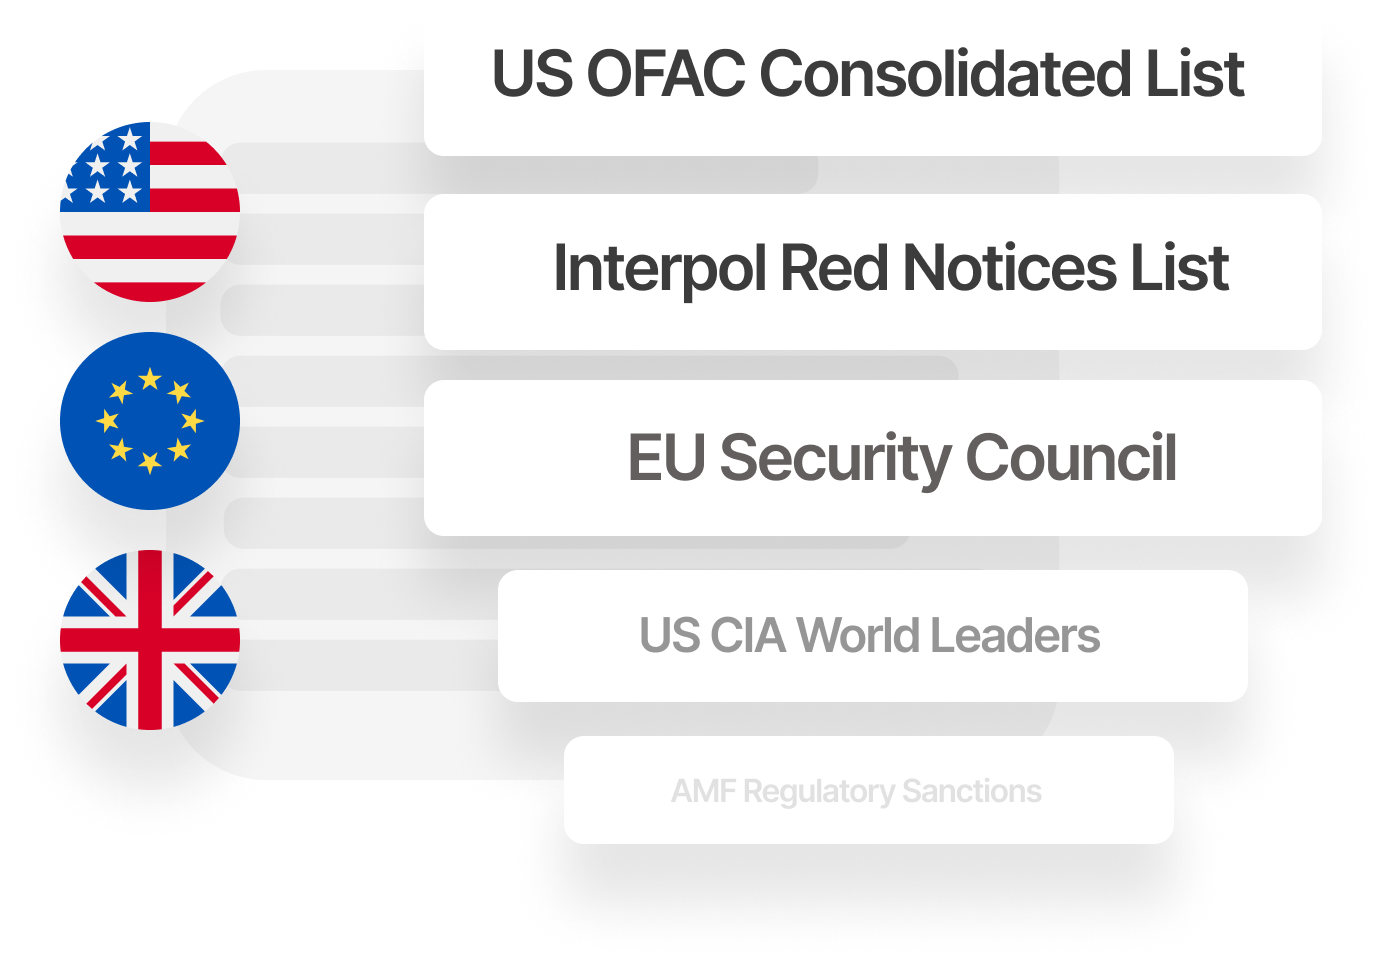 US OFAC Consolidated List
Interpol Red Notices List
EU Security Council
US CIA World Leaders
AMF Regulatory Sanctions